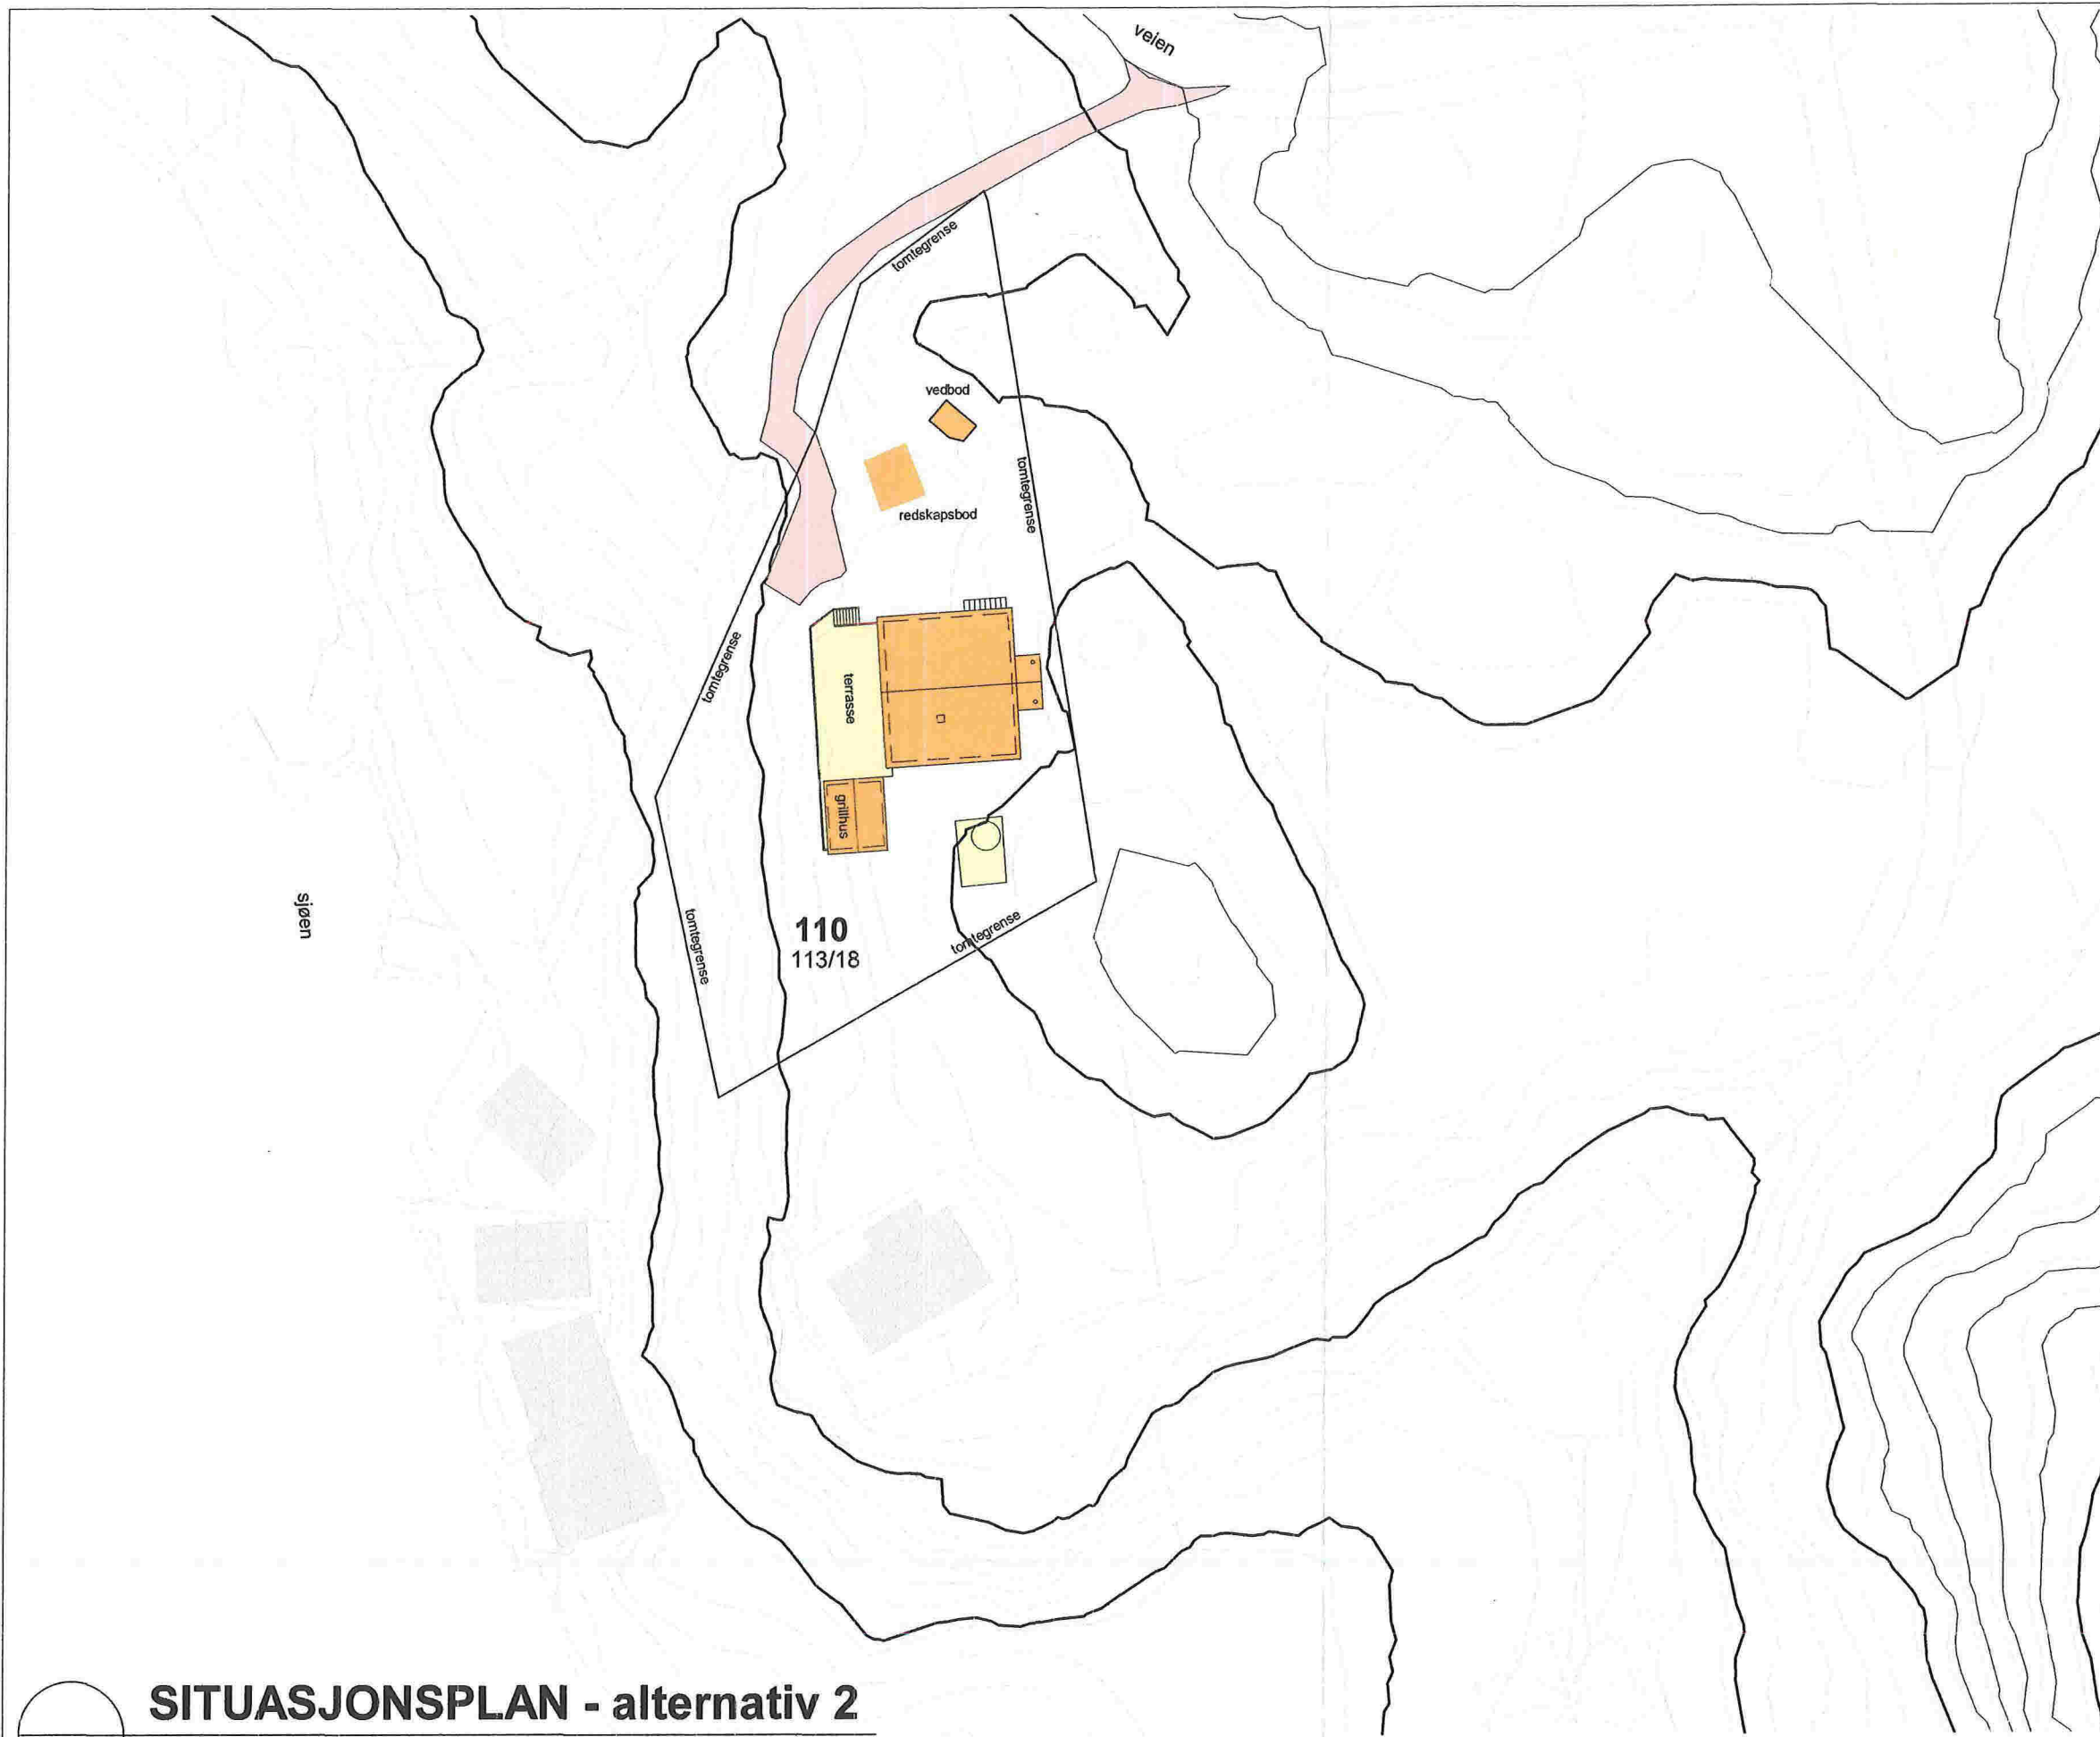 veien
tomtegrense
vedbod
redskapsbod
tomtegrense
tomtegrense
terrasse
grillhus
sjøen
tomtegrense
110
113/18
tomtegrense
SITUASJONSPLAN - alternativ 2